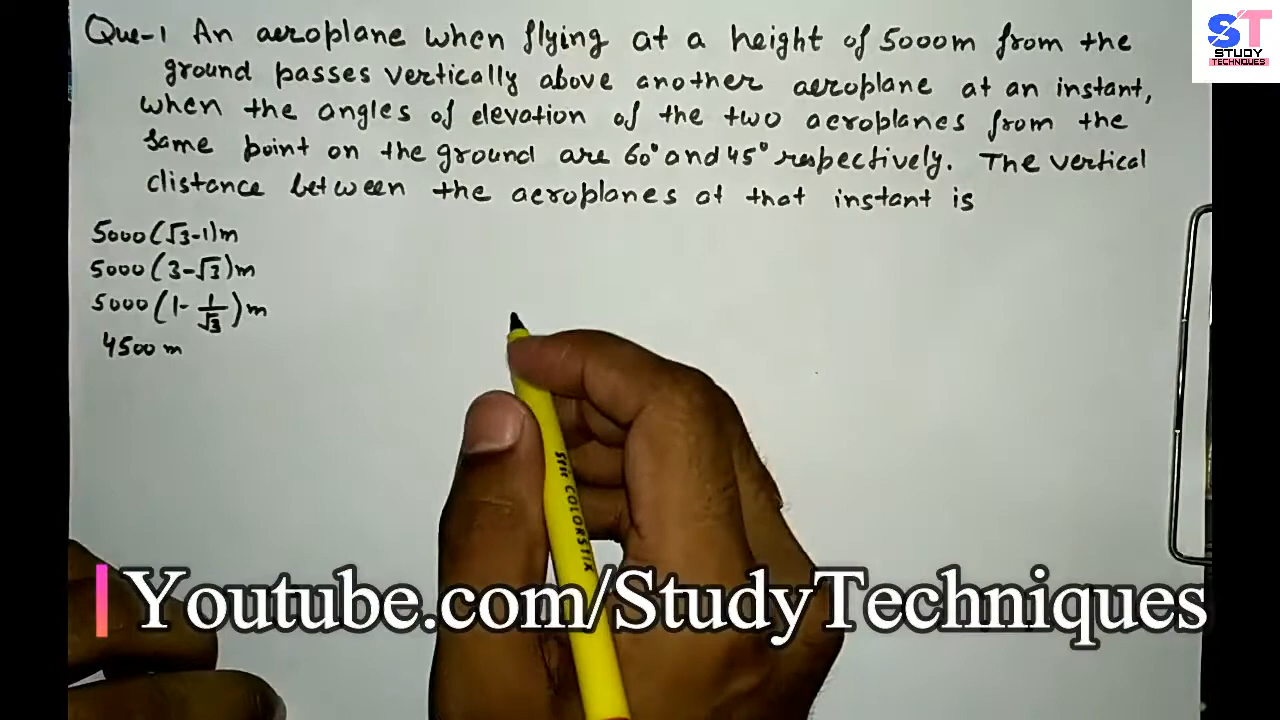 Que-1 An aeroplane when flying at a height of 5000m from the
ground passes vertically above another aeroplane at an instant,
when the angles of elevation of the two aeroplanes from the
same point on the ground are 60° and 45° respectively. The vertical
distance between the aeroplanes at that instant is
5000(√3-1)m
5000(3-√3)m
5000(1-1/√3)m
4500 m
ST
STUDY
TECHNIQUES
Stic COLORSTIX
Youtube.com/StudyTechniques